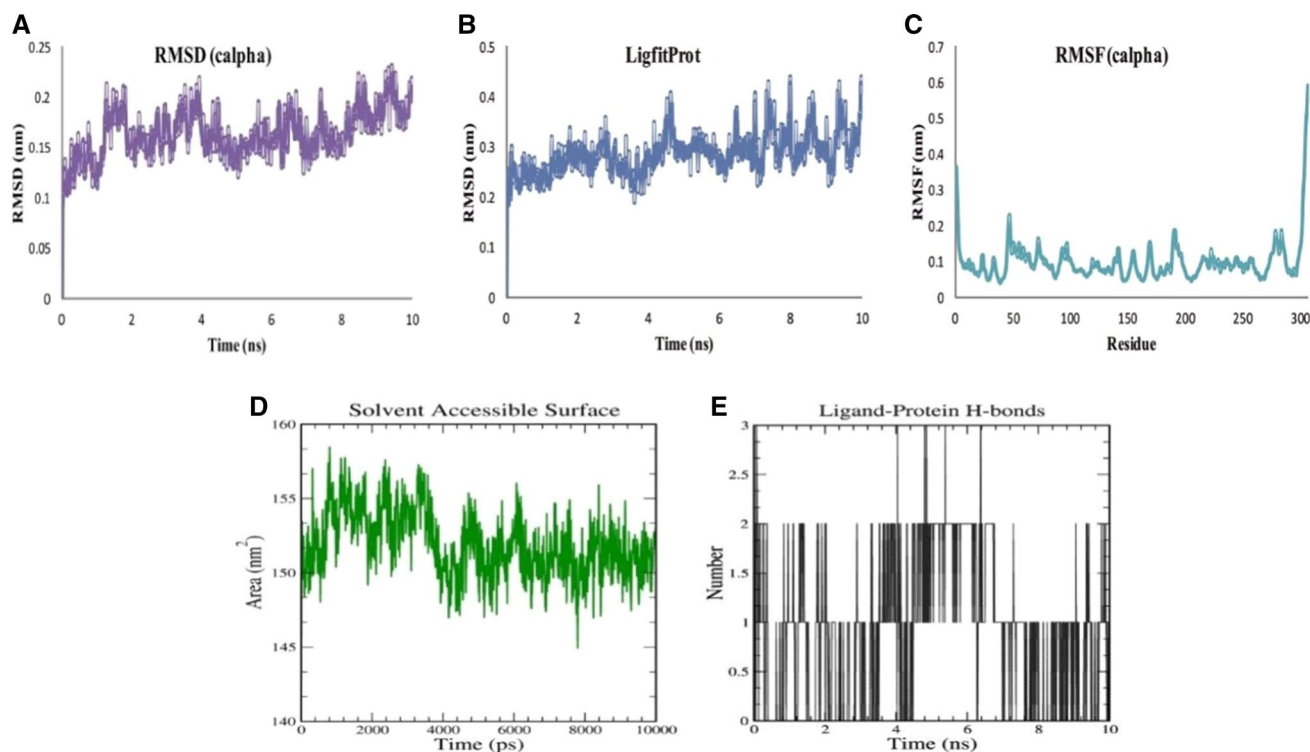 A
RMSD (calpha)
RMSD (nm)
0.25
0.2
0.15
0.1
0.05
0
0 2 4 6 8 10
Time (ns)
B
LigfitProt
RMSD (nm)
0.5
0.4
0.3
0.2
0.1
0
0 2 4 6 8 10
Time (ns)
C
RMSF(calpha)
RMSF (nm)
0.7
0.6
0.5
0.4
0.3
0.2
0.1
0
0 50 100 150 200 250 300
Residue
D
Solvent Accessible Surface
Area (nm²)
160
155
150
145
140
0 2000 4000 6000 8000 10000
Time (ps)
E
Ligand-Protein H-bonds
Number
3
2.5
2
1.5
1
0.5
0
0 2 4 6 8 10
Time (ns)